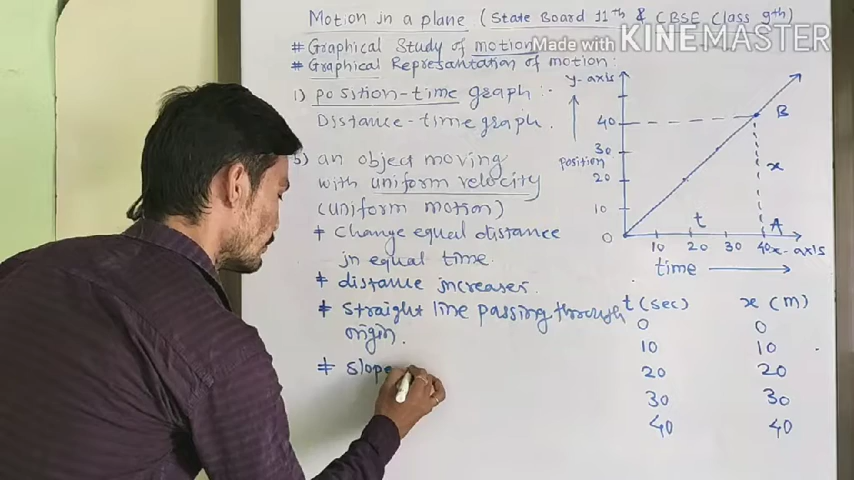 Motion in a plane (State Board 11th & CBSE Class 9th)
# Graphical Study of motion
Made with KINEMASTER
# Graphical Represantation of motion :
1) position-time graph :-
Distance-time graph.
5) an object moving
with uniform velocity
(uniform motion)
* Change equal distance
in equal time.
* distance increases.
* straight line passing through
origin.
* slope
y-axis
40
30
position
20
10
0
10 20 30 40 x-axis
time
B
x
A
t
t (sec) x (m)
0 0
10 10
20 20
30 30
40 40